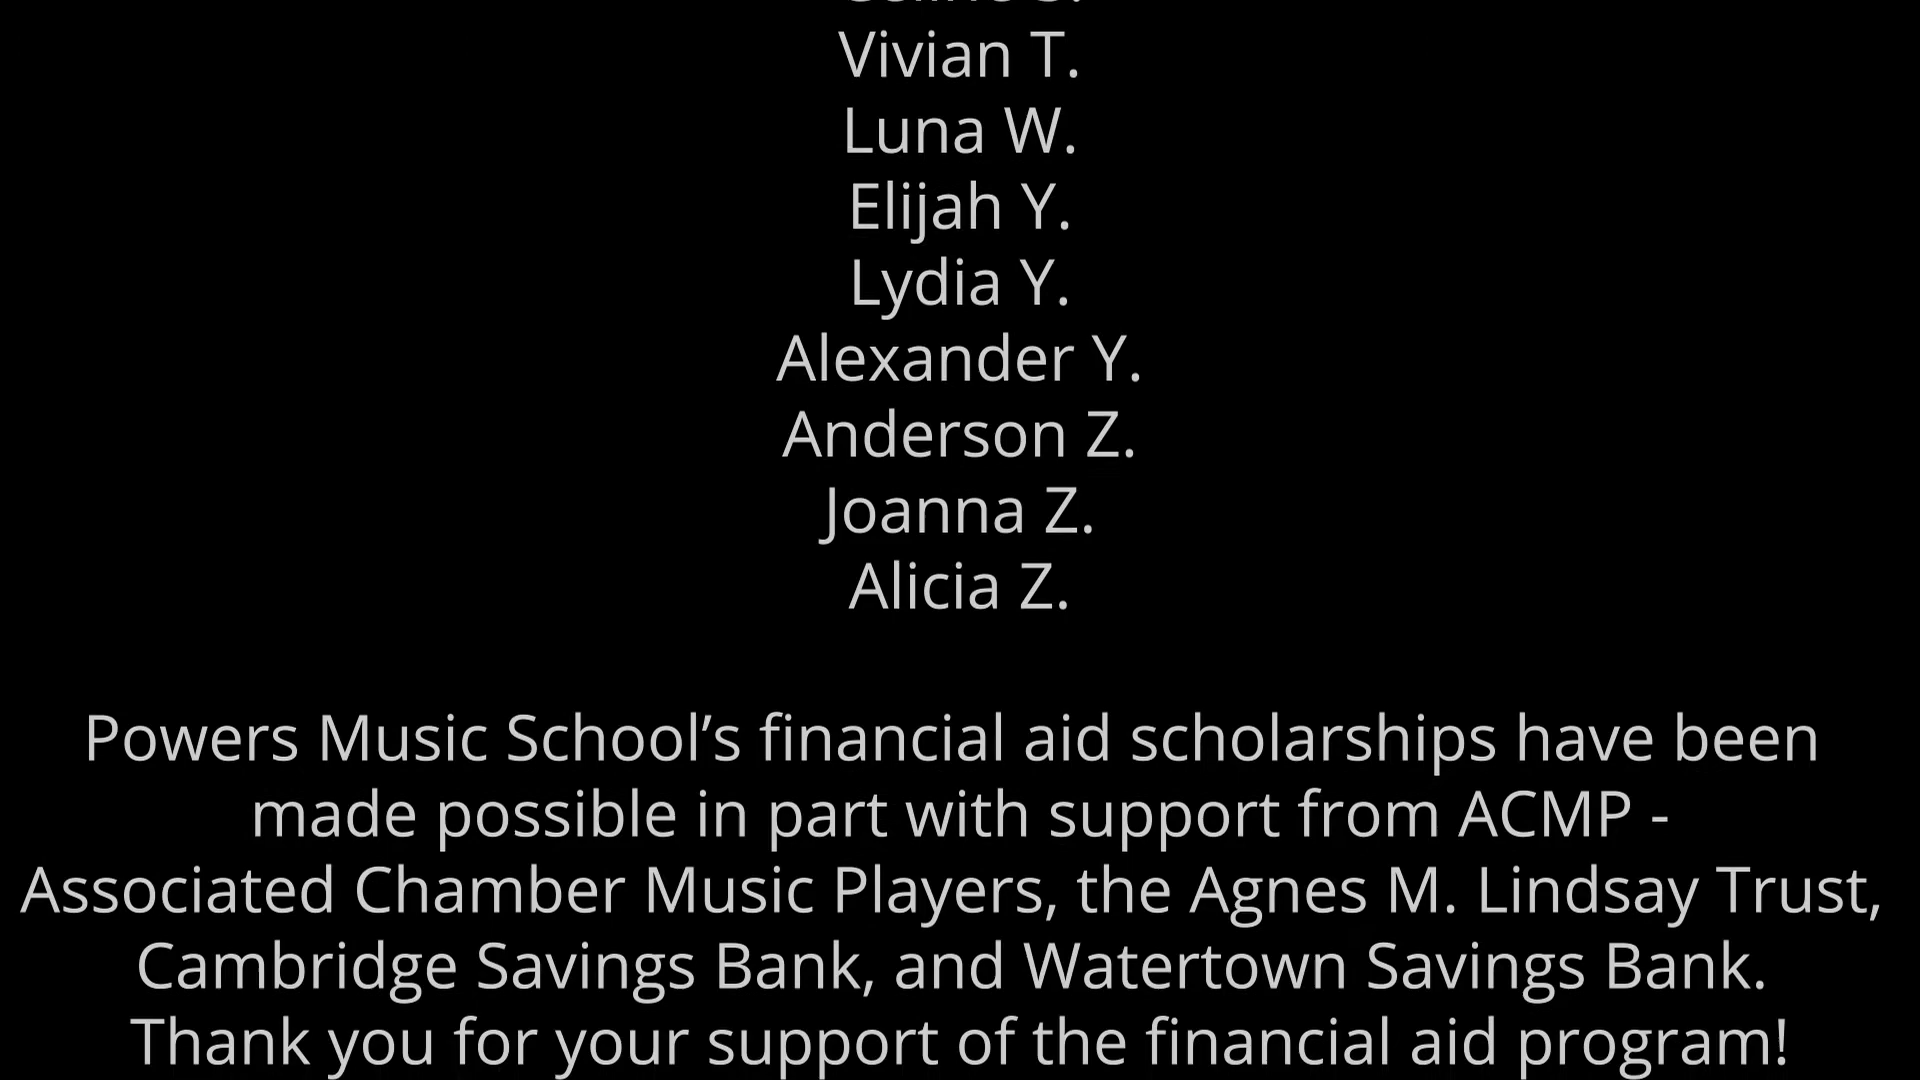 Vivian T.
Luna W.
Elijah Y.
Lydia Y.
Alexander Y.
Anderson Z.
Joanna Z.
Alicia Z.
Powers Music School’s financial aid scholarships have been
made possible in part with support from ACMP -
Associated Chamber Music Players, the Agnes M. Lindsay Trust,
Cambridge Savings Bank, and Watertown Savings Bank.
Thank you for your support of the financial aid program!